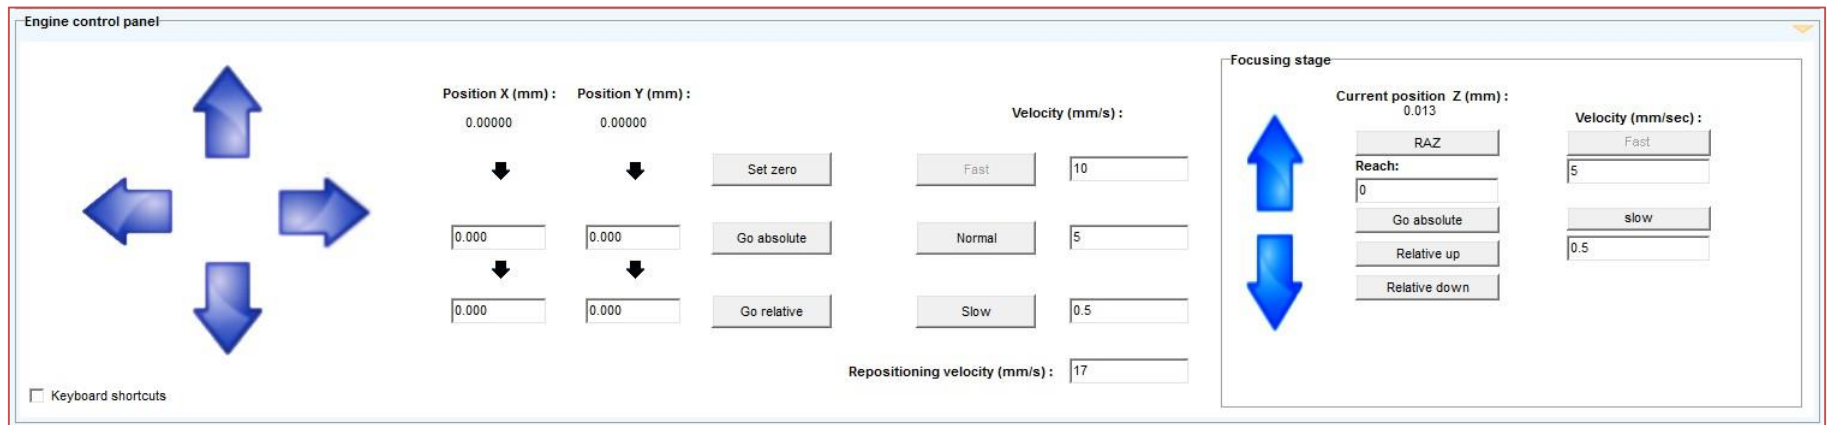 Engine control panel
Position X (mm) : Position Y (mm) :
0.00000 0.00000
Set zero
0.000 0.000 Go absolute
0.000 0.000 Go relative
Keyboard shortcuts
Velocity (mm/s) :
Fast 10
Normal 5
Slow 0.5
Repositioning velocity (mm/s) : 17
Focusing stage
Current position Z (mm) :
0.013
RAZ
Reach:
0
Go absolute
Relative up
Relative down
Velocity (mm/sec) :
Fast
5
slow
0.5